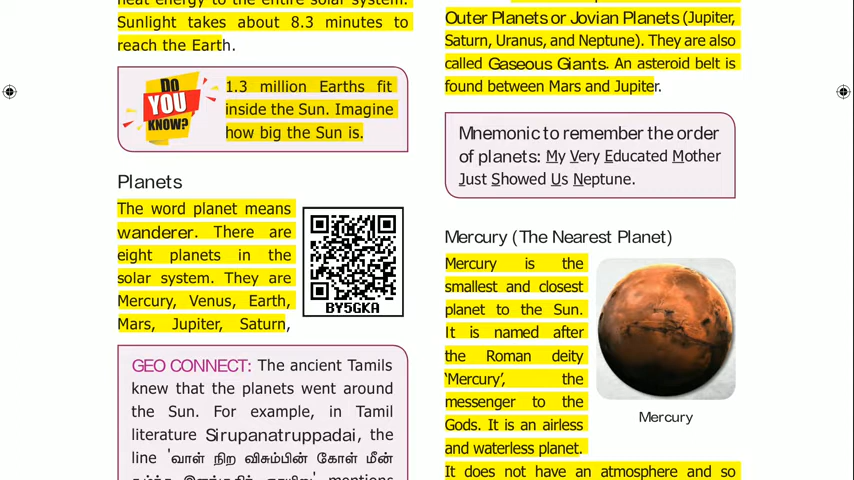 heat energy to the entire solar system.
Sunlight takes about 8.3 minutes to
reach the Earth.
DO
YOU
KNOW?
1.3 million Earths fit
inside the Sun. Imagine
how big the Sun is.
Planets
The word planet means
wanderer. There are
eight planets in the
solar system. They are
Mercury, Venus, Earth,
Mars, Jupiter, Saturn,
BY5GKA
GEO CONNECT: The ancient Tamils
knew that the planets went around
the Sun. For example, in Tamil
literature Sirupanatruppadai, the
line 'வாள் நிற விசும்பின் கோள் மீன்
mentions
Outer Planets or Jovian Planets (Jupiter,
Saturn, Uranus, and Neptune). They are also
called Gaseous Giants. An asteroid belt is
found between Mars and Jupiter.
Mnemonic to remember the order
of planets: My Very Educated Mother
Just Showed Us Neptune.
Mercury (The Nearest Planet)
Mercury is the
smallest and closest
planet to the Sun.
It is named after
the Roman deity
'Mercury', the
messenger to the
Gods. It is an airless
and waterless planet.
It does not have an atmosphere and so
Mercury